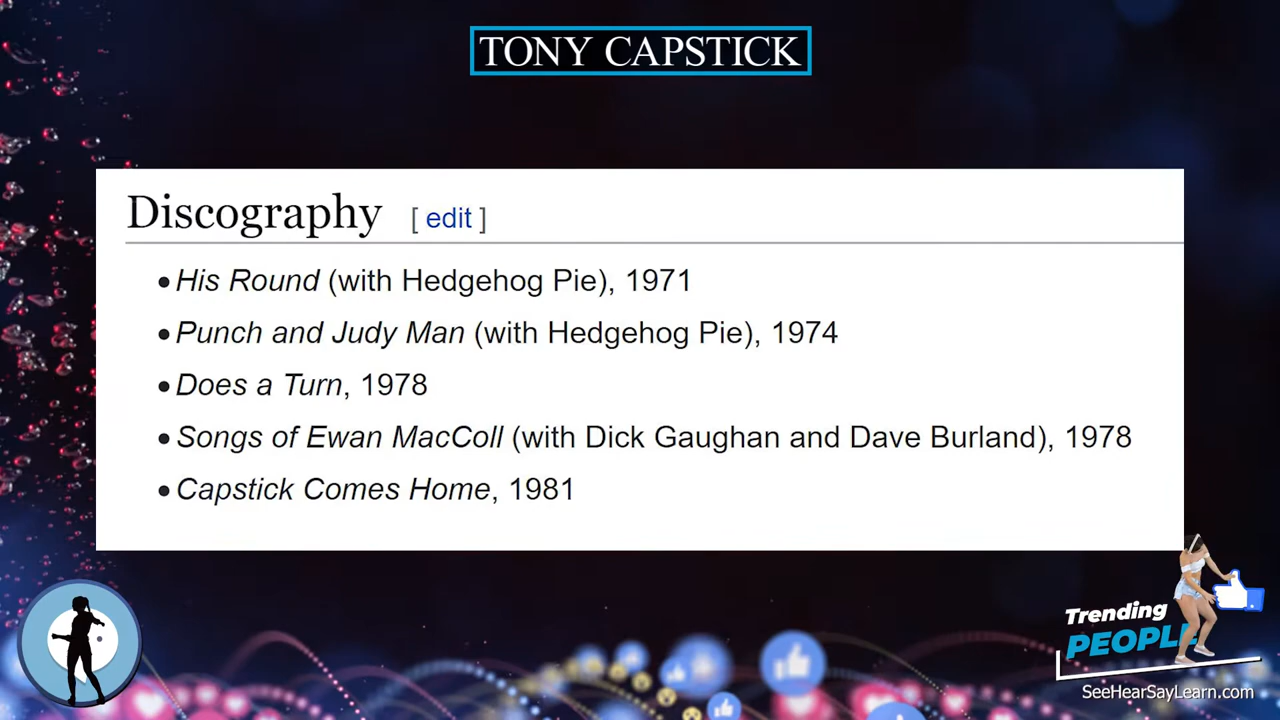 TONY CAPSTICK
Discography [ edit ]
• His Round (with Hedgehog Pie), 1971
• Punch and Judy Man (with Hedgehog Pie), 1974
• Does a Turn, 1978
• Songs of Ewan MacColl (with Dick Gaughan and Dave Burland), 1978
• Capstick Comes Home, 1981
Trending
PEOPLE
SeeHearSayLearn.com